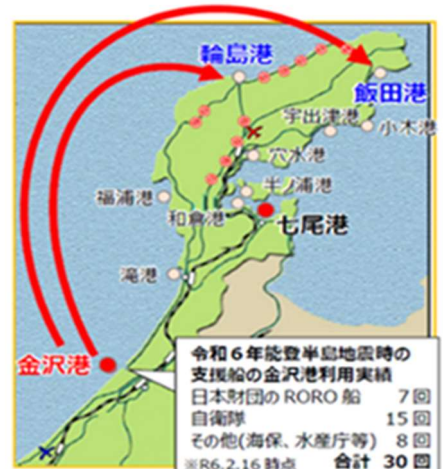 輪島港
飯田港
宇出津港
小木港
穴水港
半ノ浦港
福浦港
和倉港
七尾港
滝港
金沢港
令和６年能登半島地震時の
支援船の金沢港利用実績
日本財団のRORO船 7回
自衛隊 15回
その他(海保、水産庁等) 8回
※R6.2.16時点 合計 30回